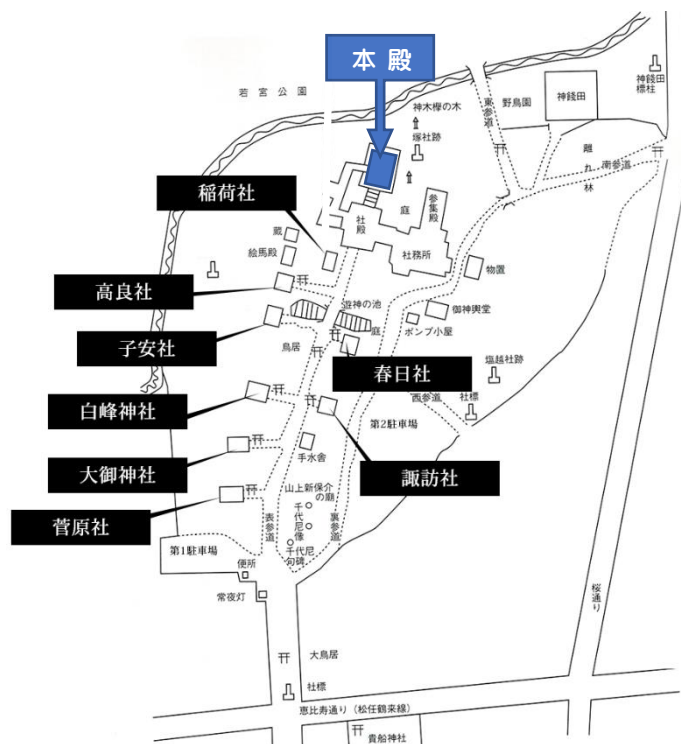 本殿
若宮公園
神木欅の木
塚社跡
東参道
野鳥園
神饌田
神饌田
標柱
離れ林
南参道
稲荷社
蔵
絵馬殿
社殿
庭
参集殿
社務所
物置
高良社
遊神の池
御神輿堂
ポンプ小屋
庭
子安社
鳥居
春日社
塩越社跡
白峰神社
西参道
社標
第2駐車場
大御神社
手水舎
諏訪社
菅原社
山上新保介
の廟
千代尼像
千代尼
句碑
表参道
裏参道
第1駐車場
便所
常夜灯
桜通り
大鳥居
社標
恵比寿通り（松任鶴来線）
貴船神社